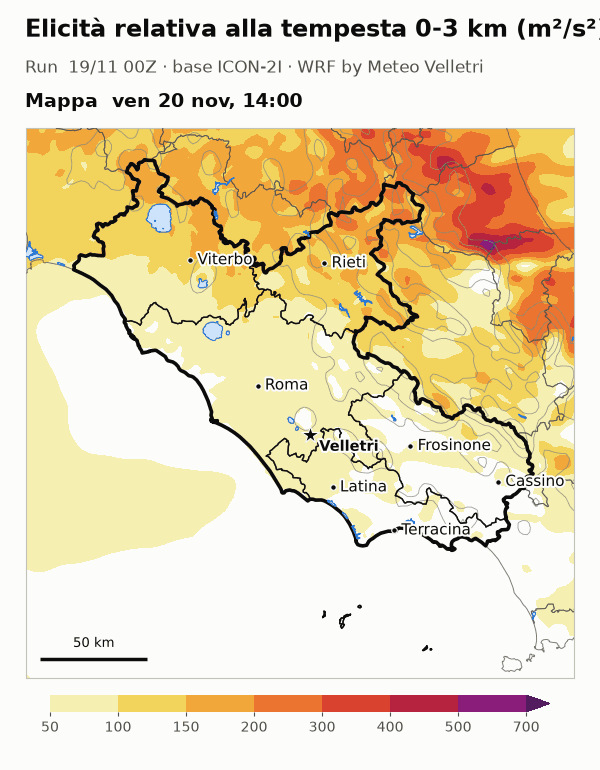 Elicità relativa alla tempesta 0-3 km (m²/s²)
Run  19/11 00Z · base ICON-2I · WRF by Meteo Velletri
Mappa  ven 20 nov, 14:00
Viterbo
Rieti
Roma
Velletri
Frosinone
Cassino
Latina
Terracina
50 km
50 100 150 200 300 400 500 700